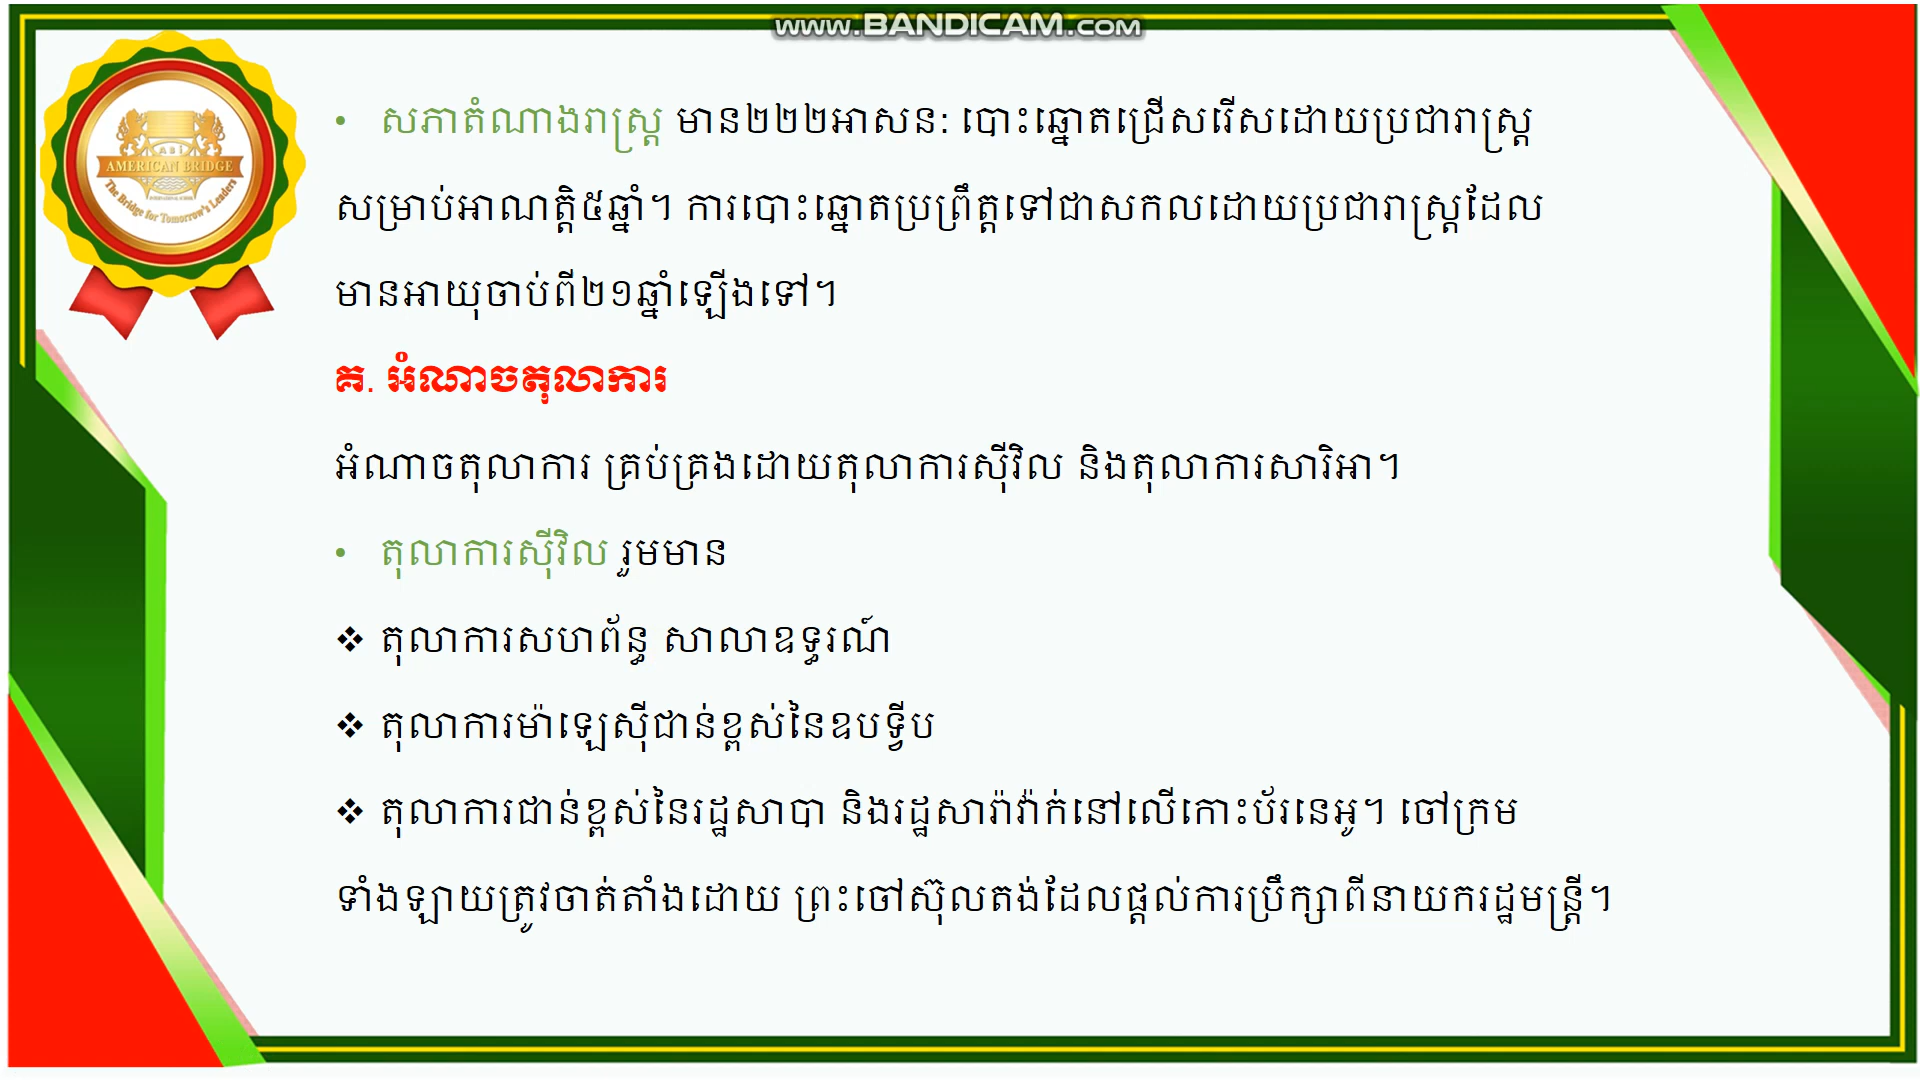 www.BANDICAM.com
ABI
AMERICAN BRIDGE
INTERNATIONAL SCHOOL
The Bridge for Tomorrow's Leaders
• សភាតំណាងរាស្ត្រ មាន២២២អាសនៈ បោះឆ្នោតជ្រើសរើសដោយប្រជារាស្ត្រ
សម្រាប់អាណត្តិ៥ឆ្នាំ។ ការបោះឆ្នោតប្រព្រឹត្តទៅជាសកលដោយប្រជារាស្ត្រដែល
មានអាយុចាប់ពី២១ឆ្នាំឡើងទៅ។
គ. អំណាចតុលាការ
អំណាចតុលាការ គ្រប់គ្រងដោយតុលាការស៊ីវិល និងតុលាការសារិអា។
• តុលាការស៊ីវិល រួមមាន
❖ តុលាការសហព័ន្ធ សាលាឧទ្ធរណ៍
❖ តុលាការម៉ាឡេស៊ីជាន់ខ្ពស់នៃឧបទ្វីប
❖ តុលាការជាន់ខ្ពស់នៃរដ្ឋសាបា និងរដ្ឋសារ៉ាវ៉ាក់នៅលើកោះប័រនេអូ។ ចៅក្រម
ទាំងឡាយត្រូវចាត់តាំងដោយ ព្រះចៅស៊ុលតង់ដែលផ្តល់ការប្រឹក្សាពីនាយករដ្ឋមន្ត្រី។